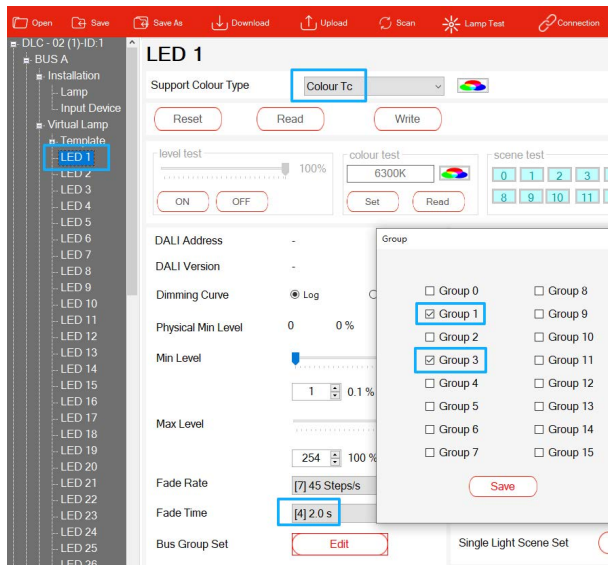 Open Save Save As Download Upload Scan Lamp Test Connection
DLC - 02 (1)-ID:1
BUS A
Installation
Lamp
Input Device
Virtual Lamp
Template
LED 1
LED 2
LED 3
LED 4
LED 5
LED 6
LED 7
LED 8
LED 9
LED 10
LED 11
LED 12
LED 13
LED 14
LED 15
LED 16
LED 17
LED 18
LED 19
LED 20
LED 21
LED 22
LED 23
LED 24
LED 25
LED 26
LED 1
Support Colour Type Colour Tc
Reset Read Write
level test
100%
ON OFF
colour test
6300K
Set Read
scene test
0 1 2 3
8 9 10 11
DALI Address -
DALI Version -
Dimming Curve Log
Physical Min Level 0 0 %
Min Level
1 0.1 %
Max Level
254 100 %
Fade Rate [7] 45 Steps/s
Fade Time [4] 2.0 s
Bus Group Set Edit
Single Light Scene Set
Group
Group 0 Group 8
Group 1 Group 9
Group 2 Group 10
Group 3 Group 11
Group 4 Group 12
Group 5 Group 13
Group 6 Group 14
Group 7 Group 15
Save